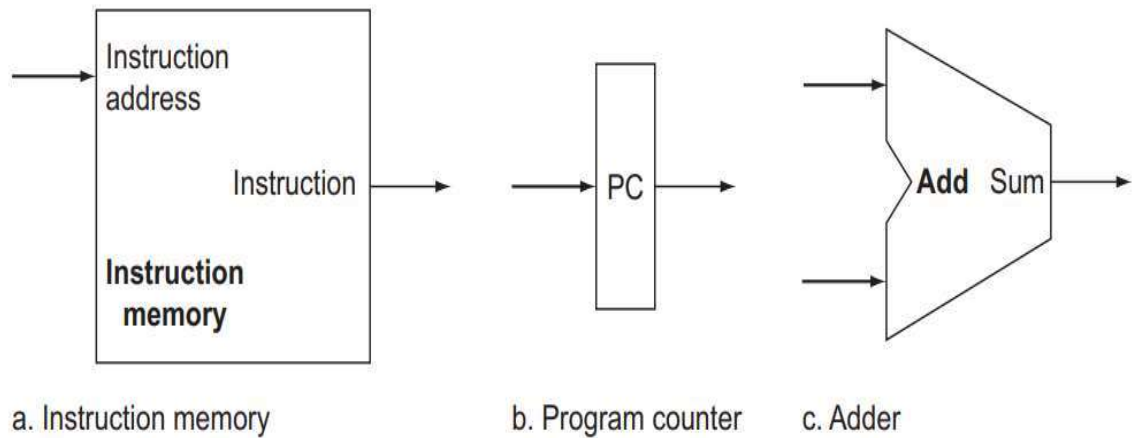 Instruction
address
Instruction
Instruction
memory
PC
Add Sum
a. Instruction memory
b. Program counter
c. Adder